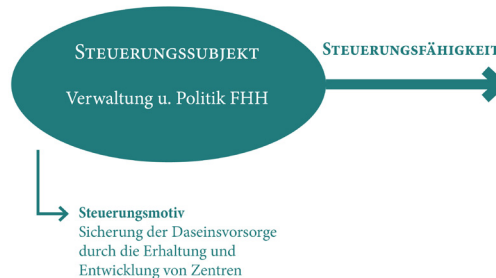 STEUERUNGSSUBJEKT
Verwaltung u. Politik FHH
STEUERUNGSFÄHIGKEIT
Steuerungsmotiv
Sicherung der Daseinsvorsorge
durch die Erhaltung und
Entwicklung von Zentren